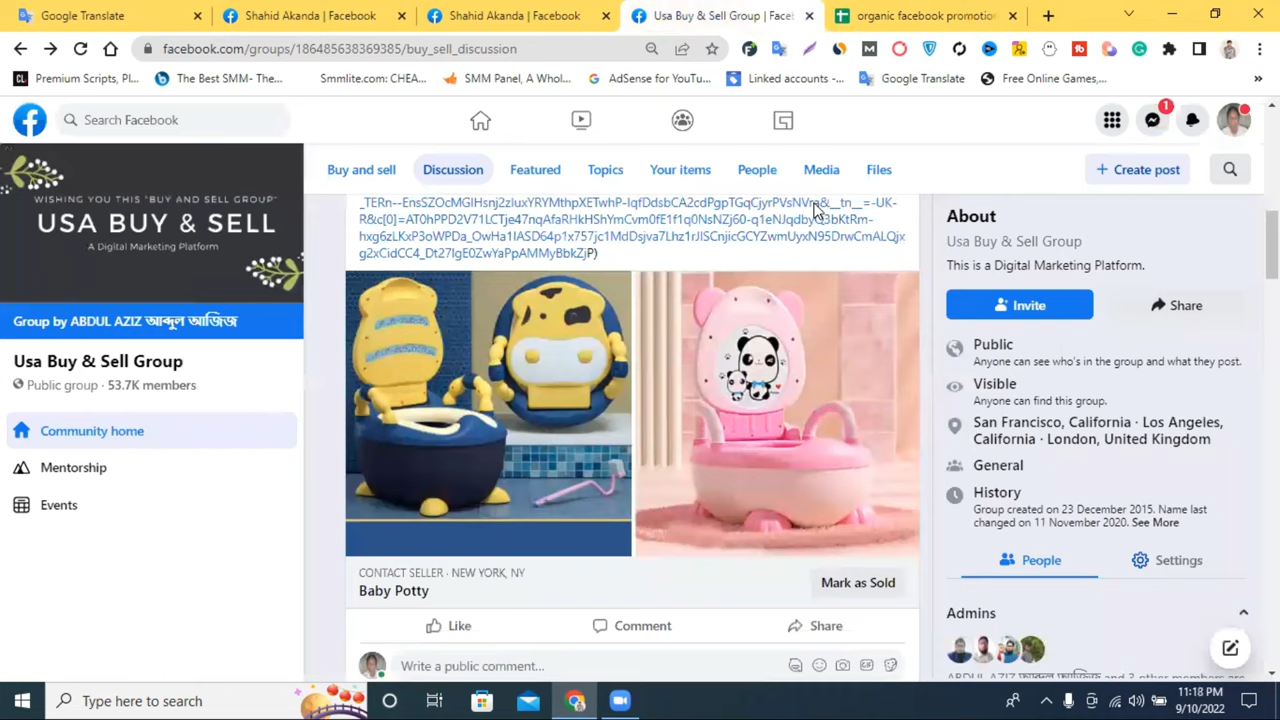 Google Translate
Shahid Akanda | Facebook
Shahid Akanda | Facebook
Usa Buy & Sell Group | Face
organic facebook promotion
facebook.com/groups/186485638369385/buy_sell_discussion
Premium Scripts, Pl...
The Best SMM- The...
Smmlite.com: CHEA...
SMM Panel, A Whol...
AdSense for YouTu...
Linked accounts -...
Google Translate
Free Online Games,...
Search Facebook
1
WISHING YOU THIS "BUY AND SELL GROUP"
USA BUY & SELL
A Digital Marketing Platform
Group by ABDUL AZIZ আব্দুল আজিজ
Usa Buy & Sell Group
Public group · 53.7K members
Community home
Mentorship
Events
Buy and sell
Discussion
Featured
Topics
Your items
People
Media
Files
+ Create post
CONTACT SELLER · NEW YORK, NY
Baby Potty
Mark as Sold
Like
Comment
Share
Write a public comment...
About
Usa Buy & Sell Group
This is a Digital Marketing Platform.
Invite
Share
Public
Anyone can see who's in the group and what they post.
Visible
Anyone can find this group.
San Francisco, California · Los Angeles,
California · London, United Kingdom
General
History
Group created on 23 December 2015. Name last
changed on 11 November 2020. See More
People
Settings
Admins
Type here to search
11:18 PM
9/10/2022